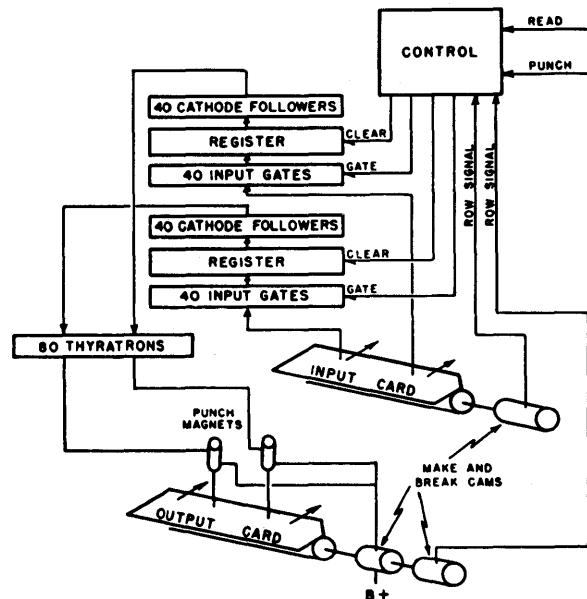 CONTROL
READ
PUNCH
40 CATHODE FOLLOWERS
REGISTER
CLEAR
40 INPUT GATES
GATE
ROW SIGNAL
ROW SIGNAL
40 CATHODE FOLLOWERS
REGISTER
CLEAR
40 INPUT GATES
GATE
80 THYRATRONS
INPUT CARD
PUNCH
MAGNETS
MAKE AND
BREAK CAMS
OUTPUT CARD
B+